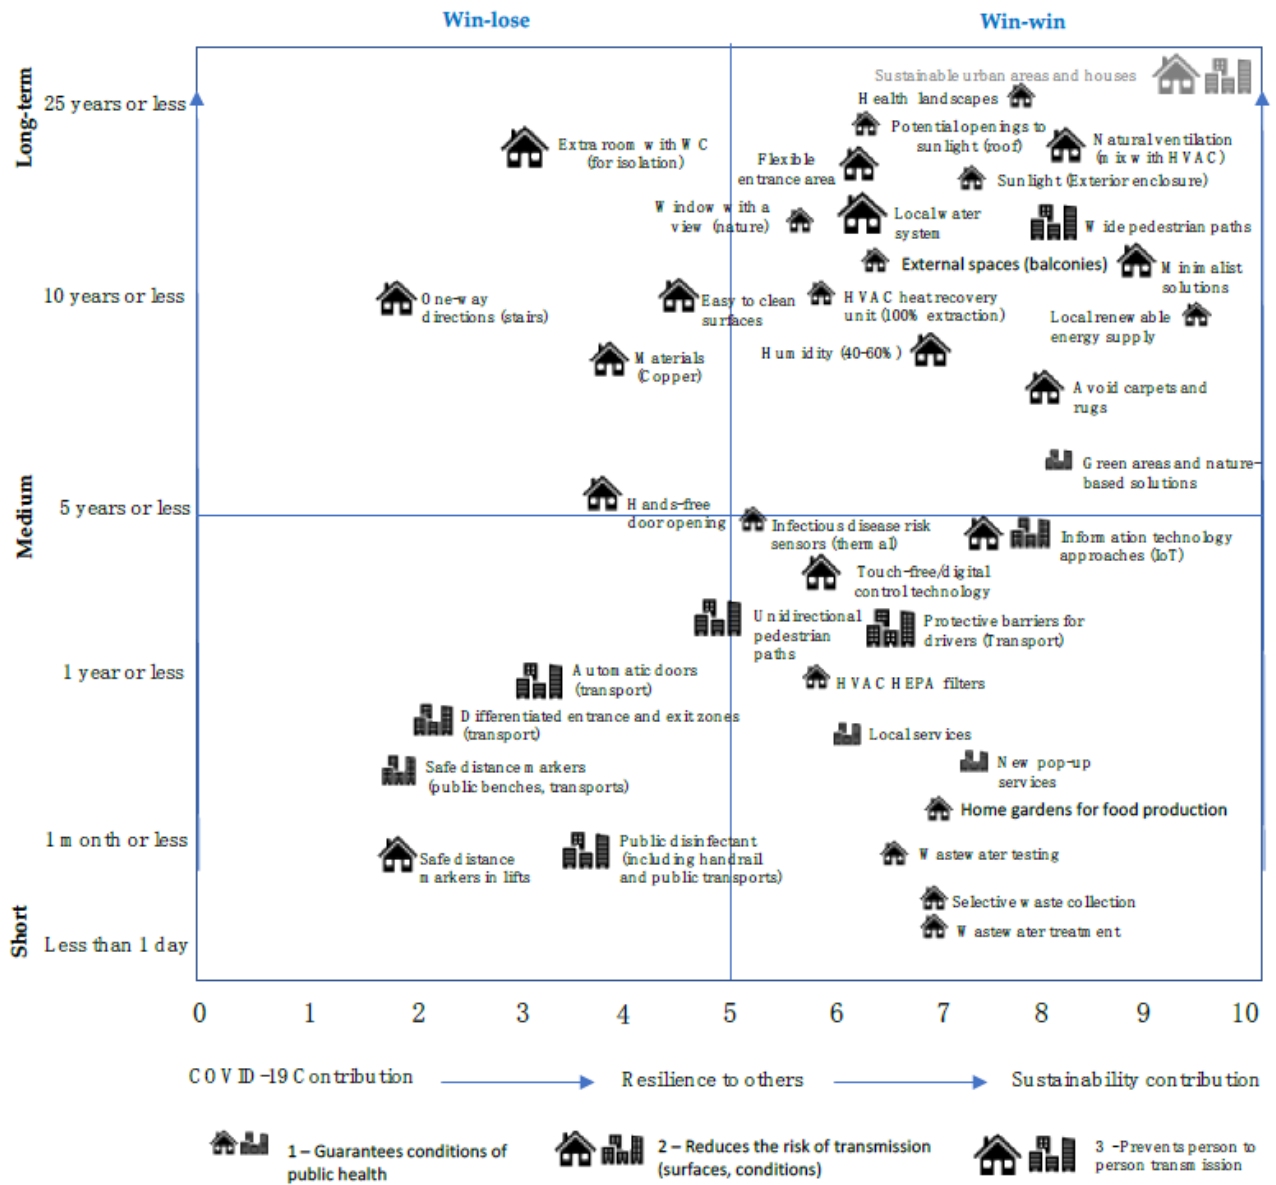 Win-lose
Win-win
Long-term
25 years or less
Sustainable urban areas and houses
Health landscapes
Potential openings to
sunlight (roof)
Natural ventilation
(mix with HVAC)
Extra room with WC
(for isolation)
Flexible
entrance area
Sunlight (Exterior enclosure)
Window with a
view (nature)
Local water
system
Wide pedestrian paths
External spaces (balconies)
Minimalist
solutions
10 years or less
One-way
directions (stairs)
Easy to clean
surfaces
HVAC heat recovery
unit (100% extraction)
Local renewable
energy supply
Materials
(Copper)
Humidity (40-60%)
Avoid carpets and
rugs
Green areas and nature-
based solutions
Medium
5 years or less
Hands-free
door opening
Infectious disease risk
sensors (thermal)
Information technology
approaches (IoT)
Touch-free/digital
control technology
Unidirectional
pedestrian
paths
Protective barriers for
drivers (Transport)
1 year or less
Automatic doors
(transport)
HVAC HEPA filters
Differentiated entrance and exit zones
(transport)
Local services
Safe distance markers
(public benches, transports)
New pop-up
services
Home gardens for food production
1 month or less
Safe distance
markers in lifts
Public disinfectant
(including handrail
and public transports)
Wastewater testing
Selective waste collection
Wastewater treatment
Short
Less than 1 day
0 1 2 3 4 5 6 7 8 9 10
COVID-19 Contribution
Resilience to others
Sustainability contribution
1 – Guarantees conditions of
public health
2 – Reduces the risk of transmission
(surfaces, conditions)
3 -Prevents person to
person transmission